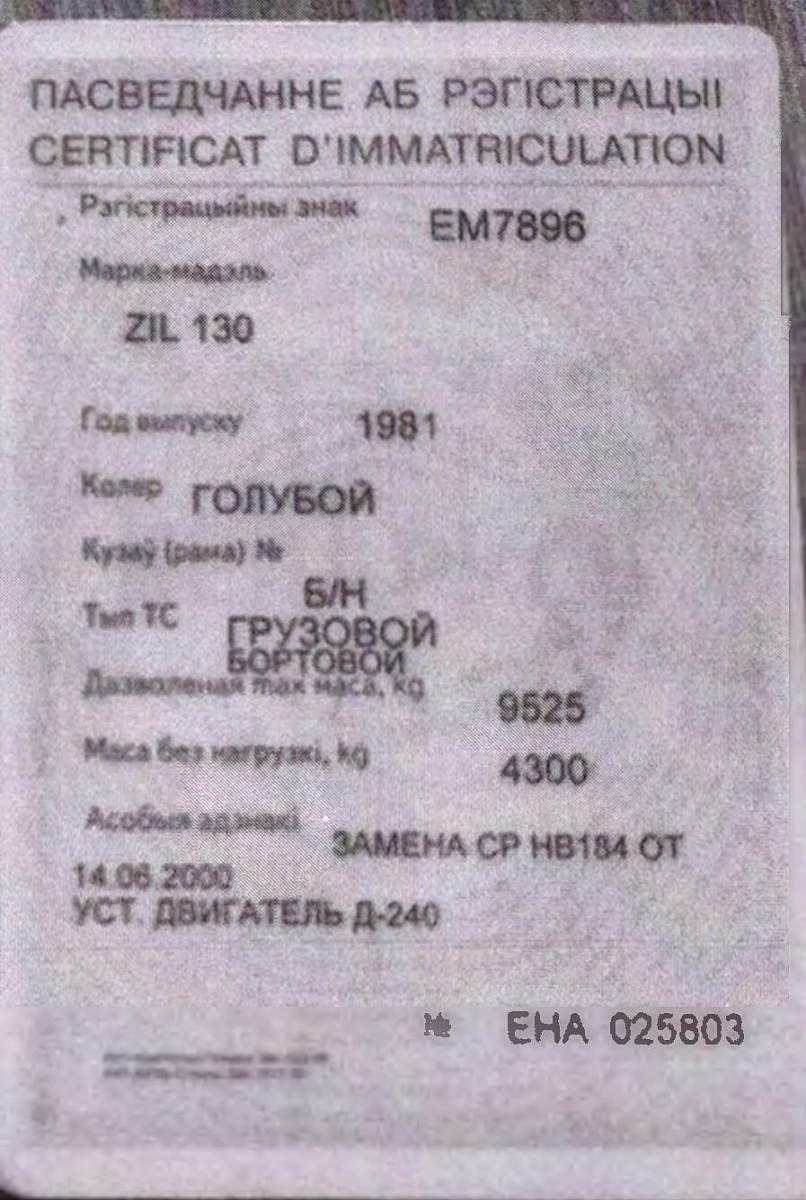 ПАСВЕДЧАННЕ АБ РЭГІСТРАЦЫІ
CERTIFICAT D'IMMATRICULATION
Рэгістрацыйны знак EM7896
Марка-мадэль
ZIL 130
Год выпуску 1981
Колер ГОЛУБОЙ
Кузаў (рама) №
Б/Н
Тып ТС ГРУЗОВОЙ
БОРТОВОЙ
Дазволеная max маса, kg 9525
Маса без нагрузкі, kg 4300
Асобыя адзнакі ЗАМЕНА СР НВ184 ОТ
14.06.2000
УСТ. ДВИГАТЕЛЬ Д-240
№ ЕНА 025803